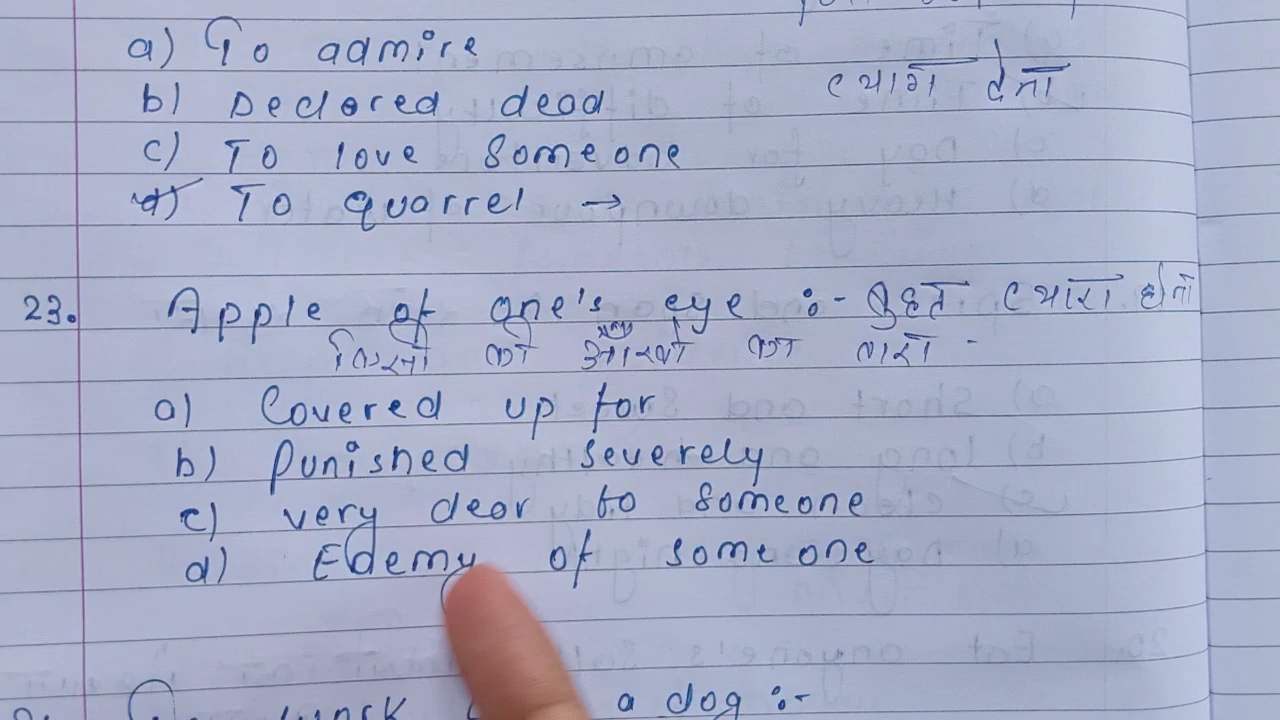 a) To admire
b) Declared dead
त्याग देना
c) To love someone
d) To quarrel →
23. Apple of one's eye :- बहुत प्यारा होना
किसी की आंखों का तारा -
a) Covered up for
b) Punished severely
c) very dear to someone
d) Edemy of someone
a dog :-